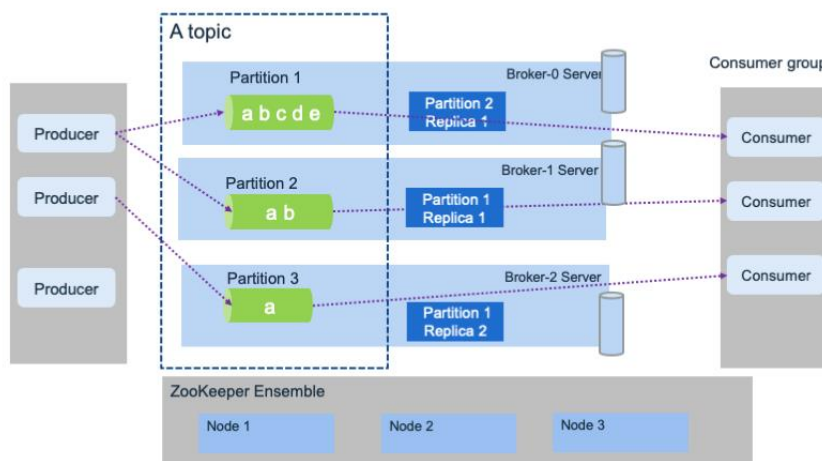 A topic
Partition 1
Broker-0 Server
Consumer group
Producer
a b c d e
Partition 2
Replica 1
Consumer
Partition 2
Broker-1 Server
Producer
a b
Partition 1
Replica 1
Consumer
Partition 3
Broker-2 Server
Producer
a
Partition 1
Replica 2
Consumer
ZooKeeper Ensemble
Node 1
Node 2
Node 3